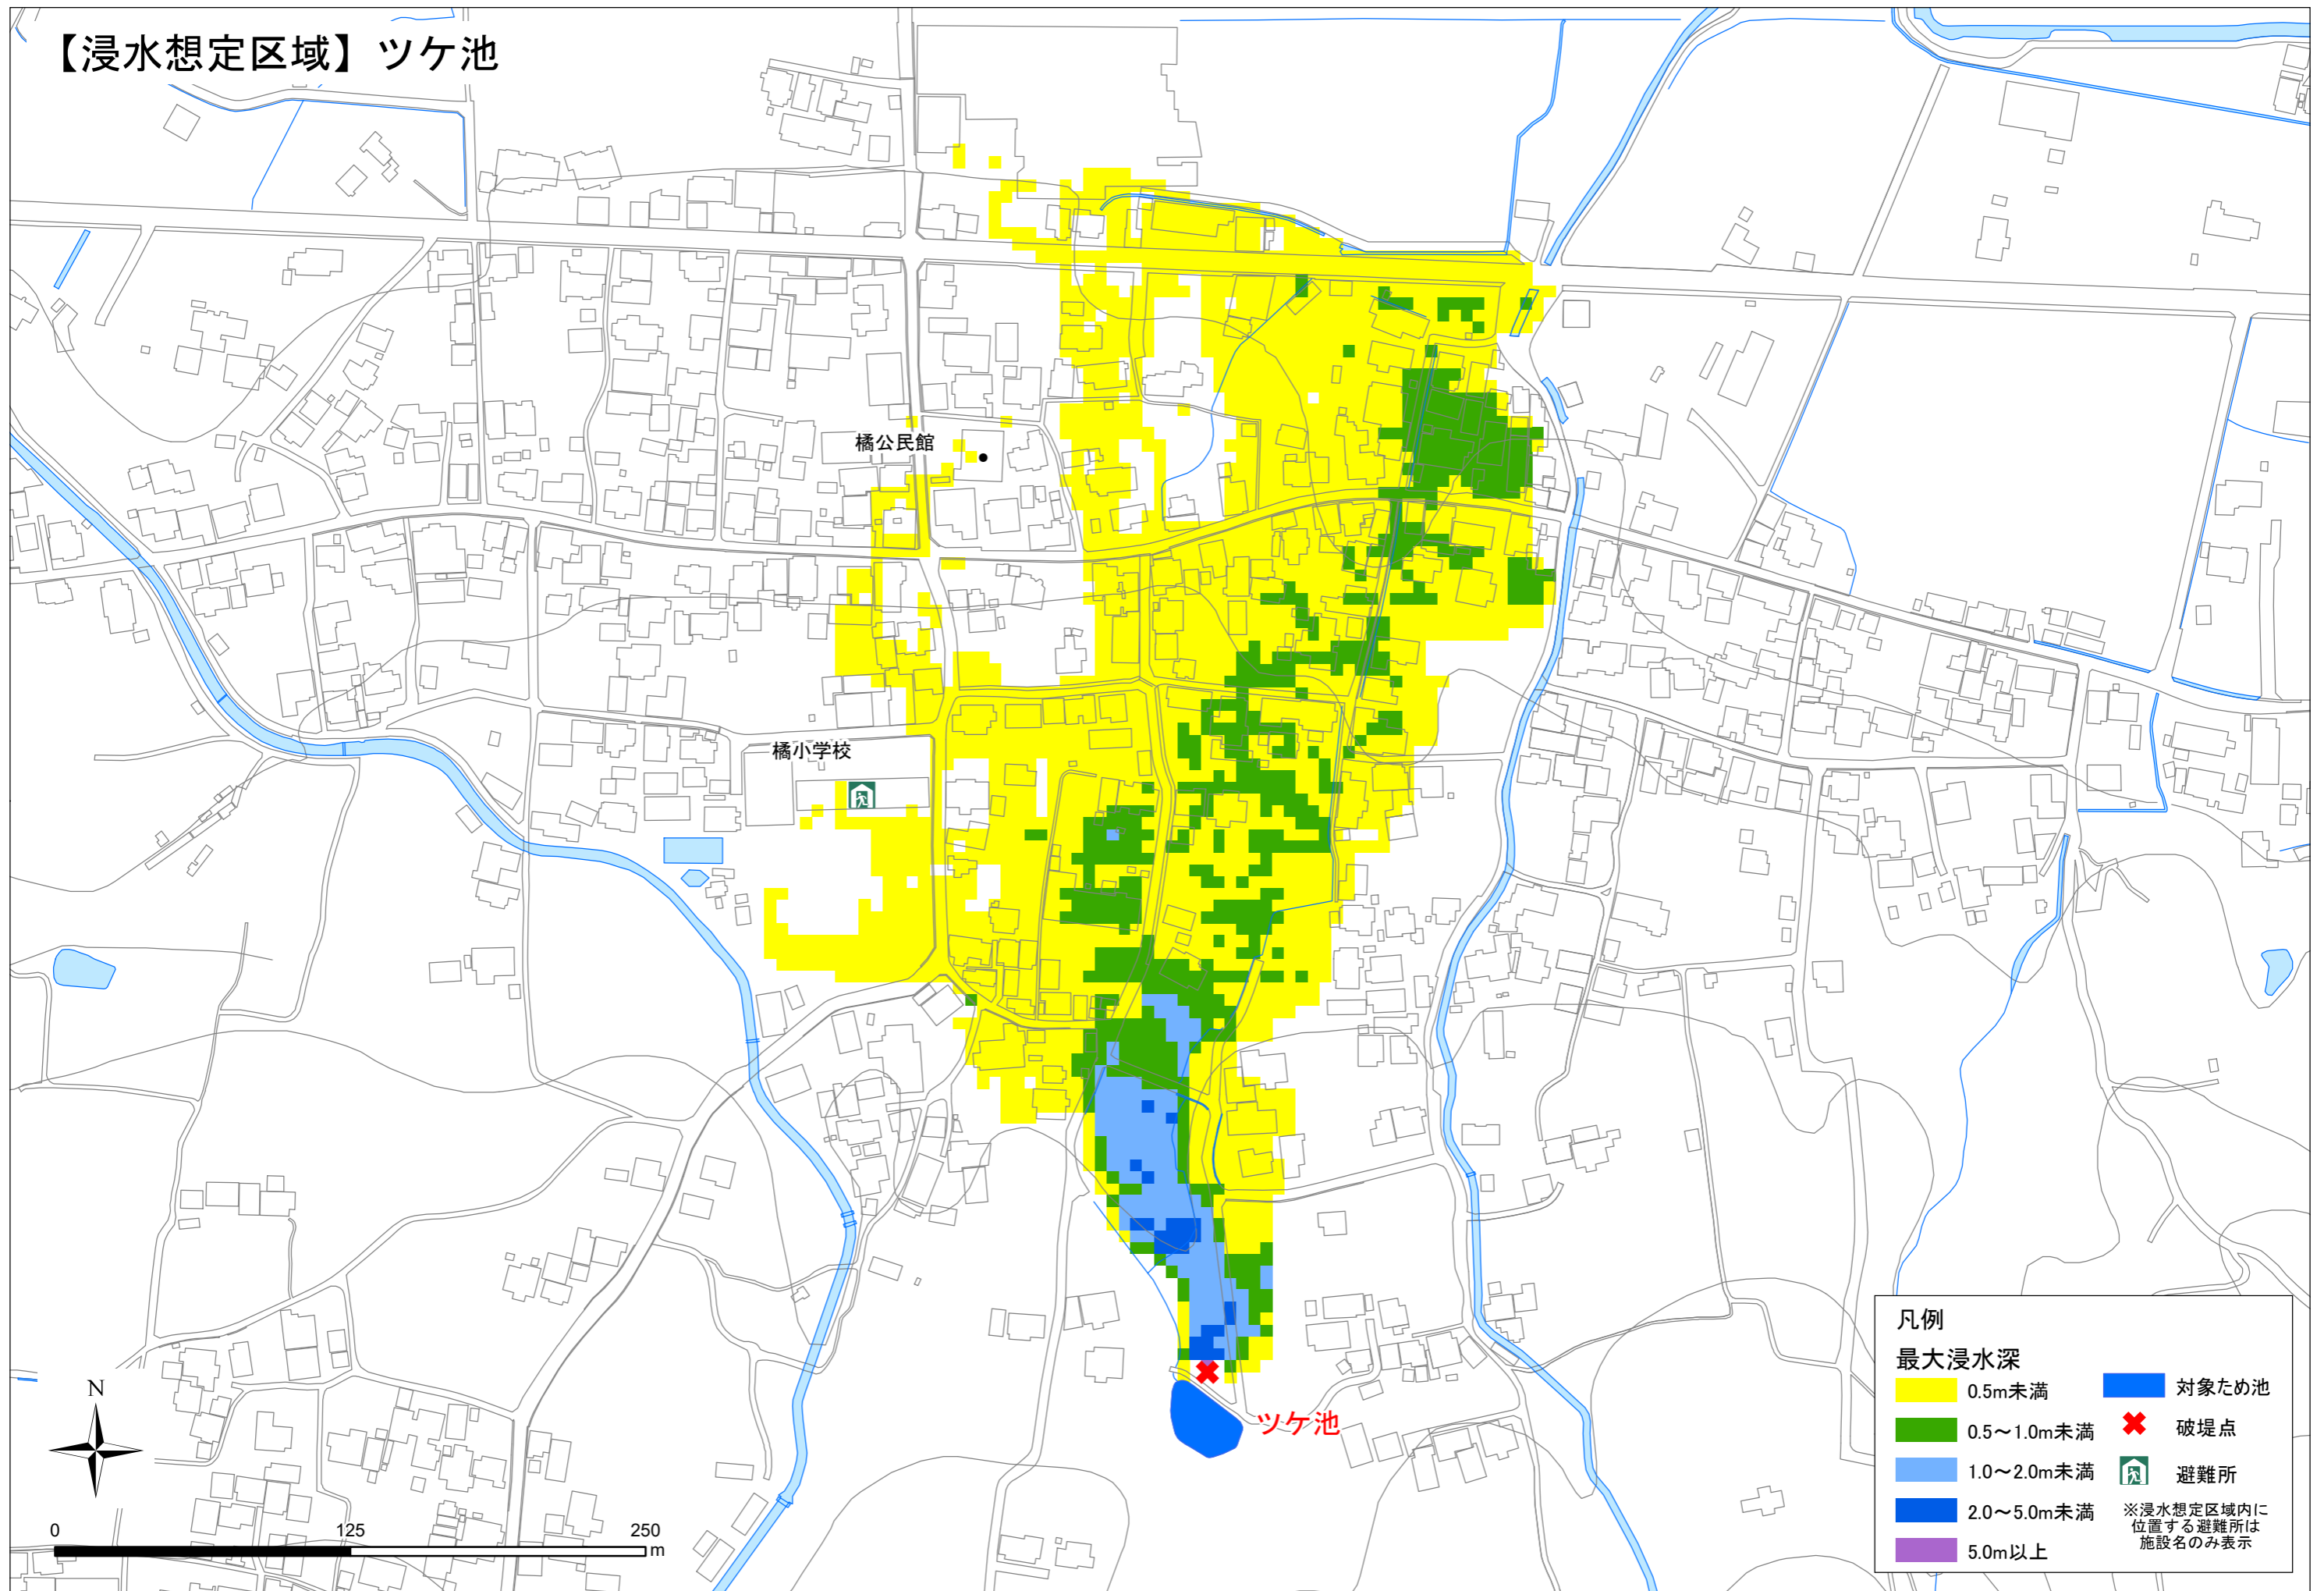 【浸水想定区域】ツケ池
橘公民館
橘小学校
ツケ池
N
0 125 250
m
凡例
最大浸水深
0.5m未満
0.5～1.0m未満
1.0～2.0m未満
2.0～5.0m未満
5.0m以上
対象ため池
破堤点
避難所
※浸水想定区域内に
位置する避難所は
施設名のみ表示